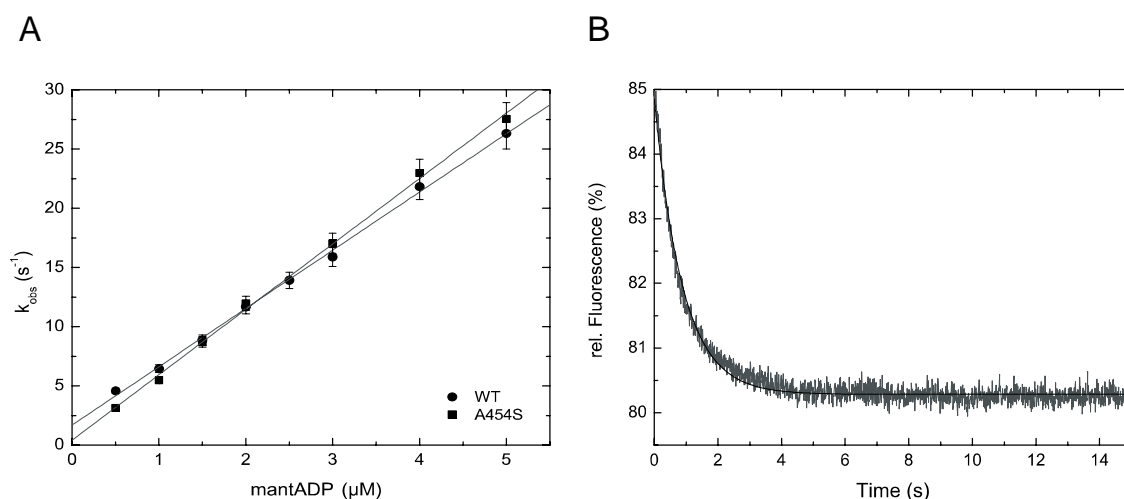 A
B
30
25
20
15
10
5
0
k_obs (s⁻¹)
0 1 2 3 4 5
mantADP (µM)
WT
A454S
85
84
83
82
81
80
rel. Fluorescence (%)
0 2 4 6 8 10 12 14
Time (s)